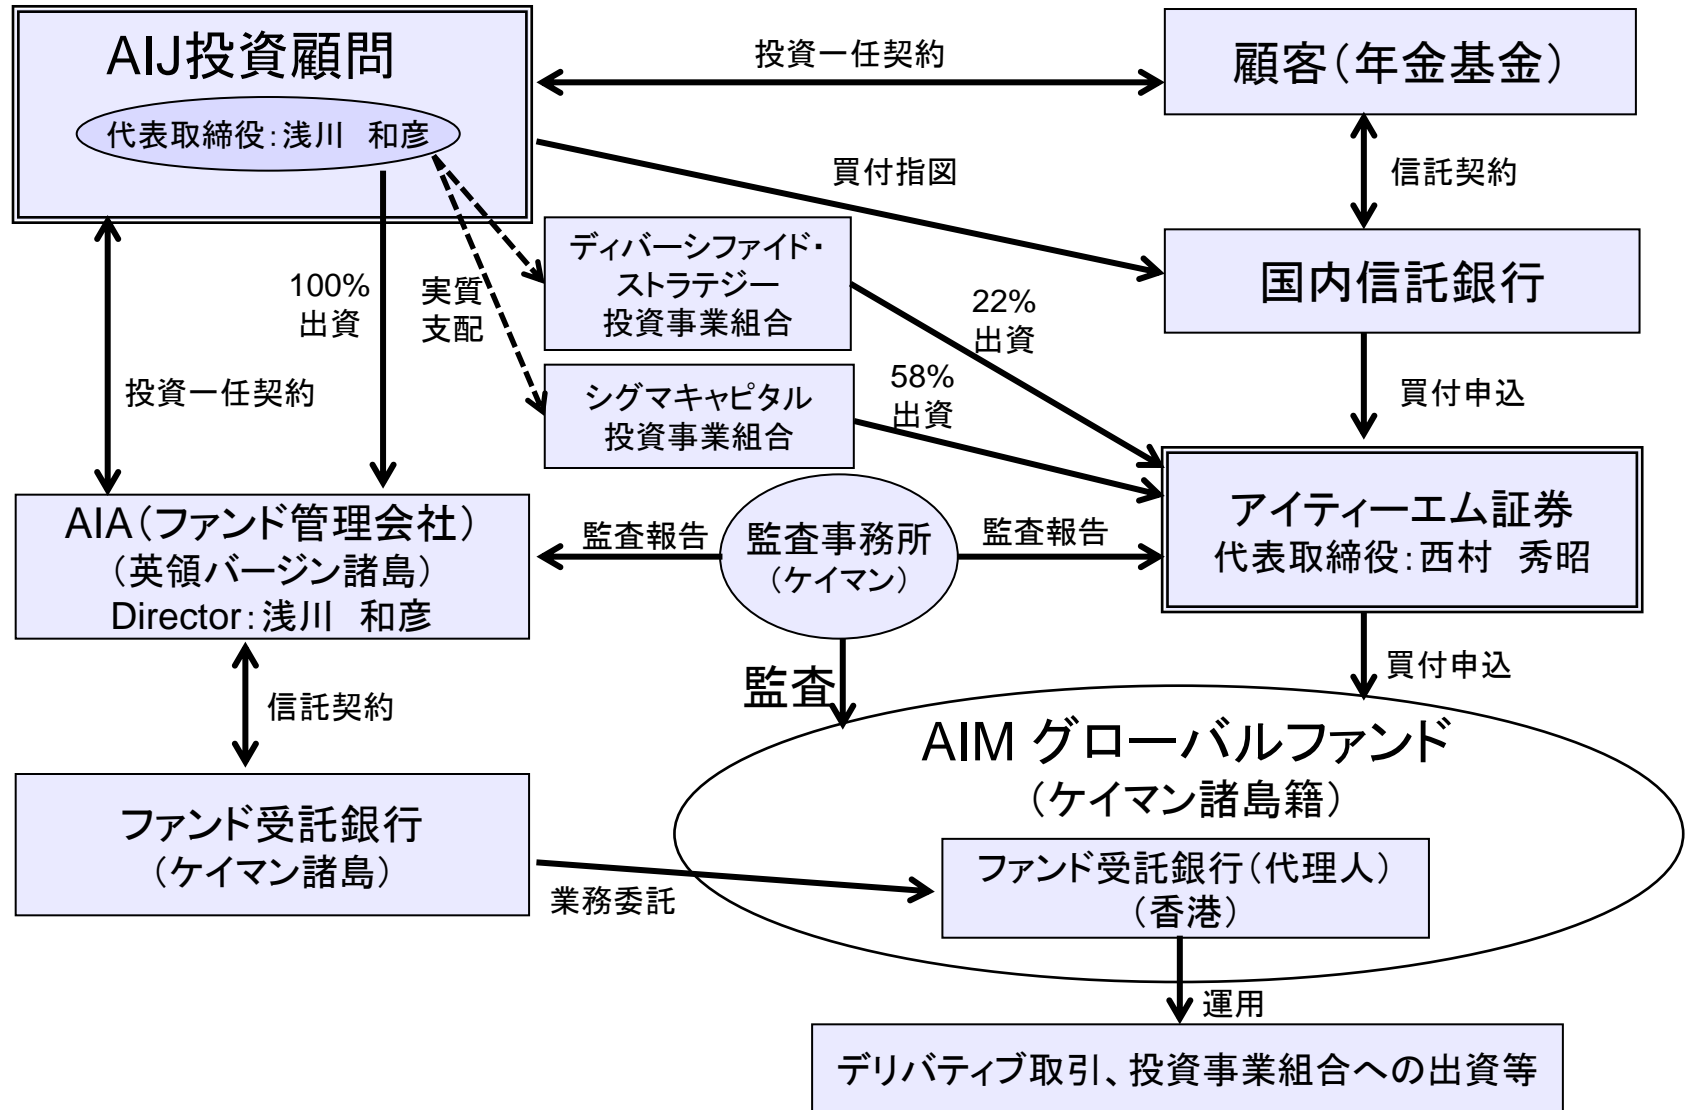 AIJ投資顧問
代表取締役：浅川　和彦
投資一任契約
顧客（年金基金）
買付指図
信託契約
100%
出資
実質
支配
ディバーシファイド・
ストラテジー
投資事業組合
22%
出資
国内信託銀行
投資一任契約
シグマキャピタル
投資事業組合
58%
出資
買付申込
AIA（ファンド管理会社）
（英領バージン諸島）
Director：浅川　和彦
監査報告
監査事務所
（ケイマン）
監査報告
アイティーエム証券
代表取締役：西村　秀昭
信託契約
監査
買付申込
AIM グローバルファンド
（ケイマン諸島籍）
ファンド受託銀行
（ケイマン諸島）
業務委託
ファンド受託銀行（代理人）
（香港）
運用
デリバティブ取引、投資事業組合への出資等